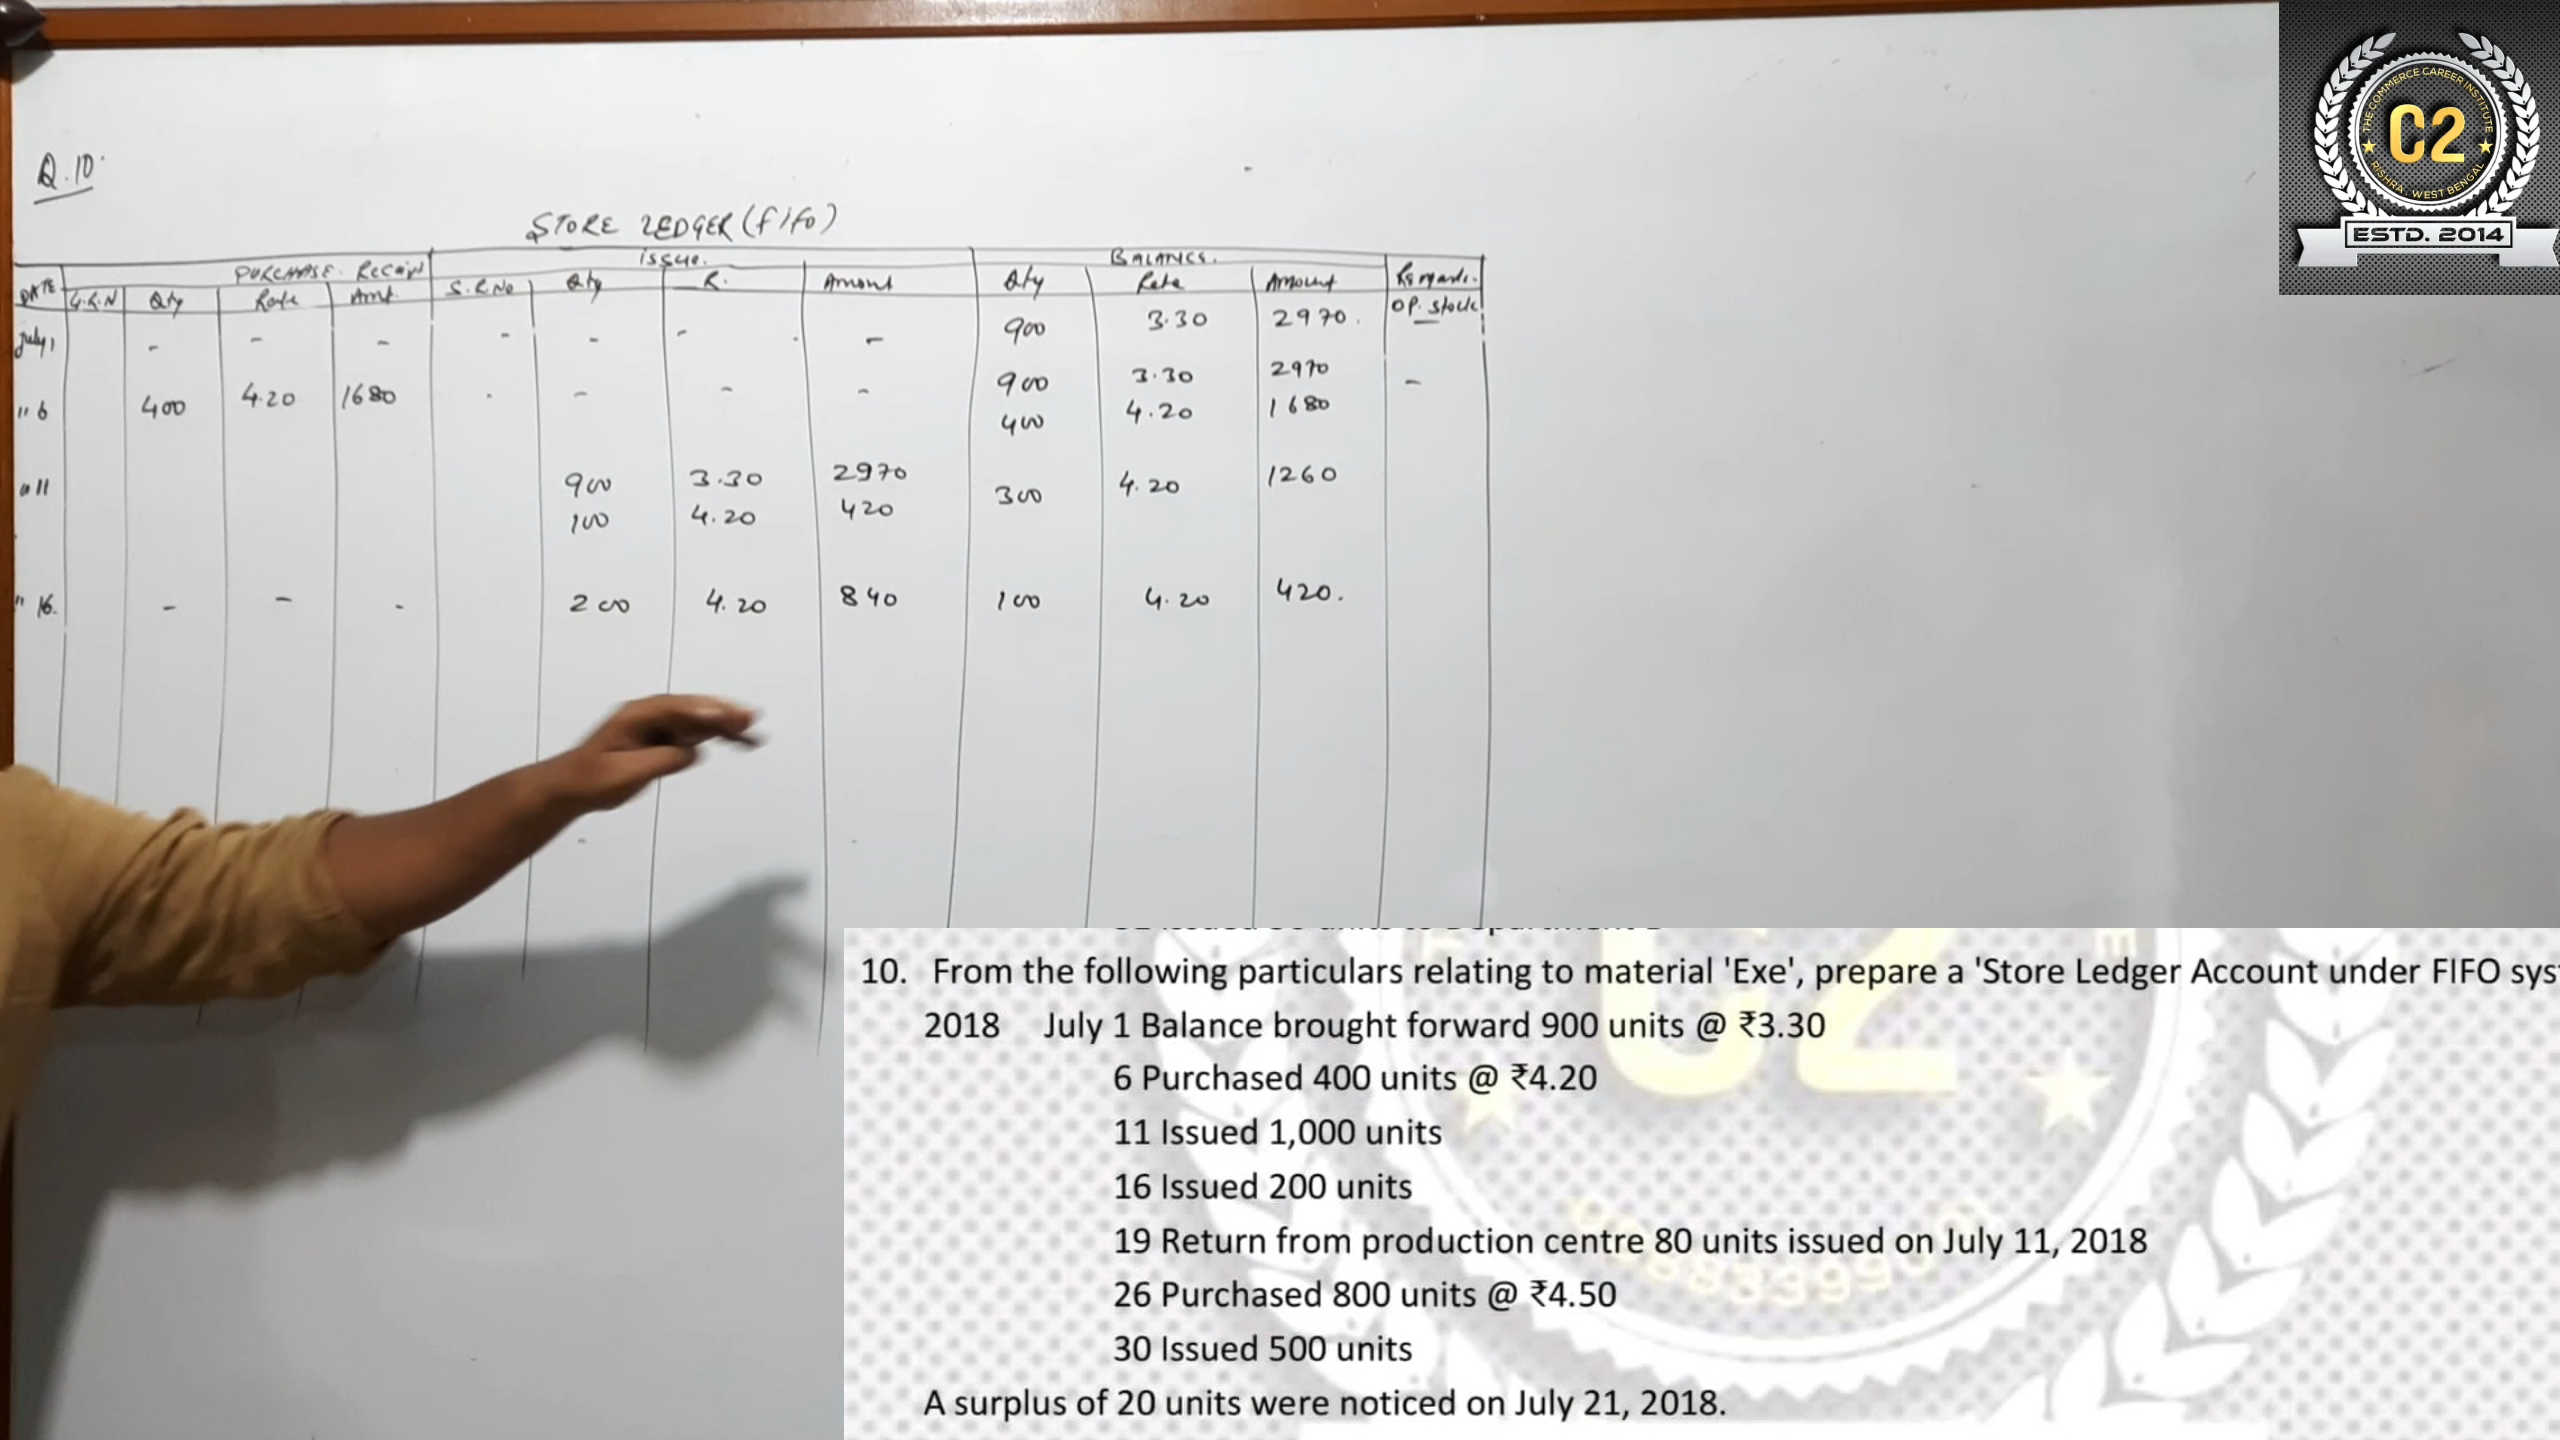 THE COMMERCE CAREER INSTITUTE
C2
RISHRA, WEST BENGAL
ESTD. 2014
Q.10.
STORE LEDGER (FIFO)
PURCHASE Receipt issue. BALANCE.
DATE G.R.N Qty Rate Amt. S.R.No Qty R. Amount Qty Rate Amount Remarks.
July 1 - - - - - - - 900 3.30 2970. OP. stock
" 6 400 4.20 1680 - - - 900 3.30 2970 -
400 4.20 1680
" 11 900 3.30 2970 300 4.20 1260
100 4.20 420
" 16. - - - 200 4.20 840 100 4.20 420.
10. From the following particulars relating to material 'Exe', prepare a 'Store Ledger Account under FIFO sys
2018 July 1 Balance brought forward 900 units @ ₹3.30
6 Purchased 400 units @ ₹4.20
11 Issued 1,000 units
16 Issued 200 units
19 Return from production centre 80 units issued on July 11, 2018
26 Purchased 800 units @ ₹4.50
30 Issued 500 units
A surplus of 20 units were noticed on July 21, 2018.